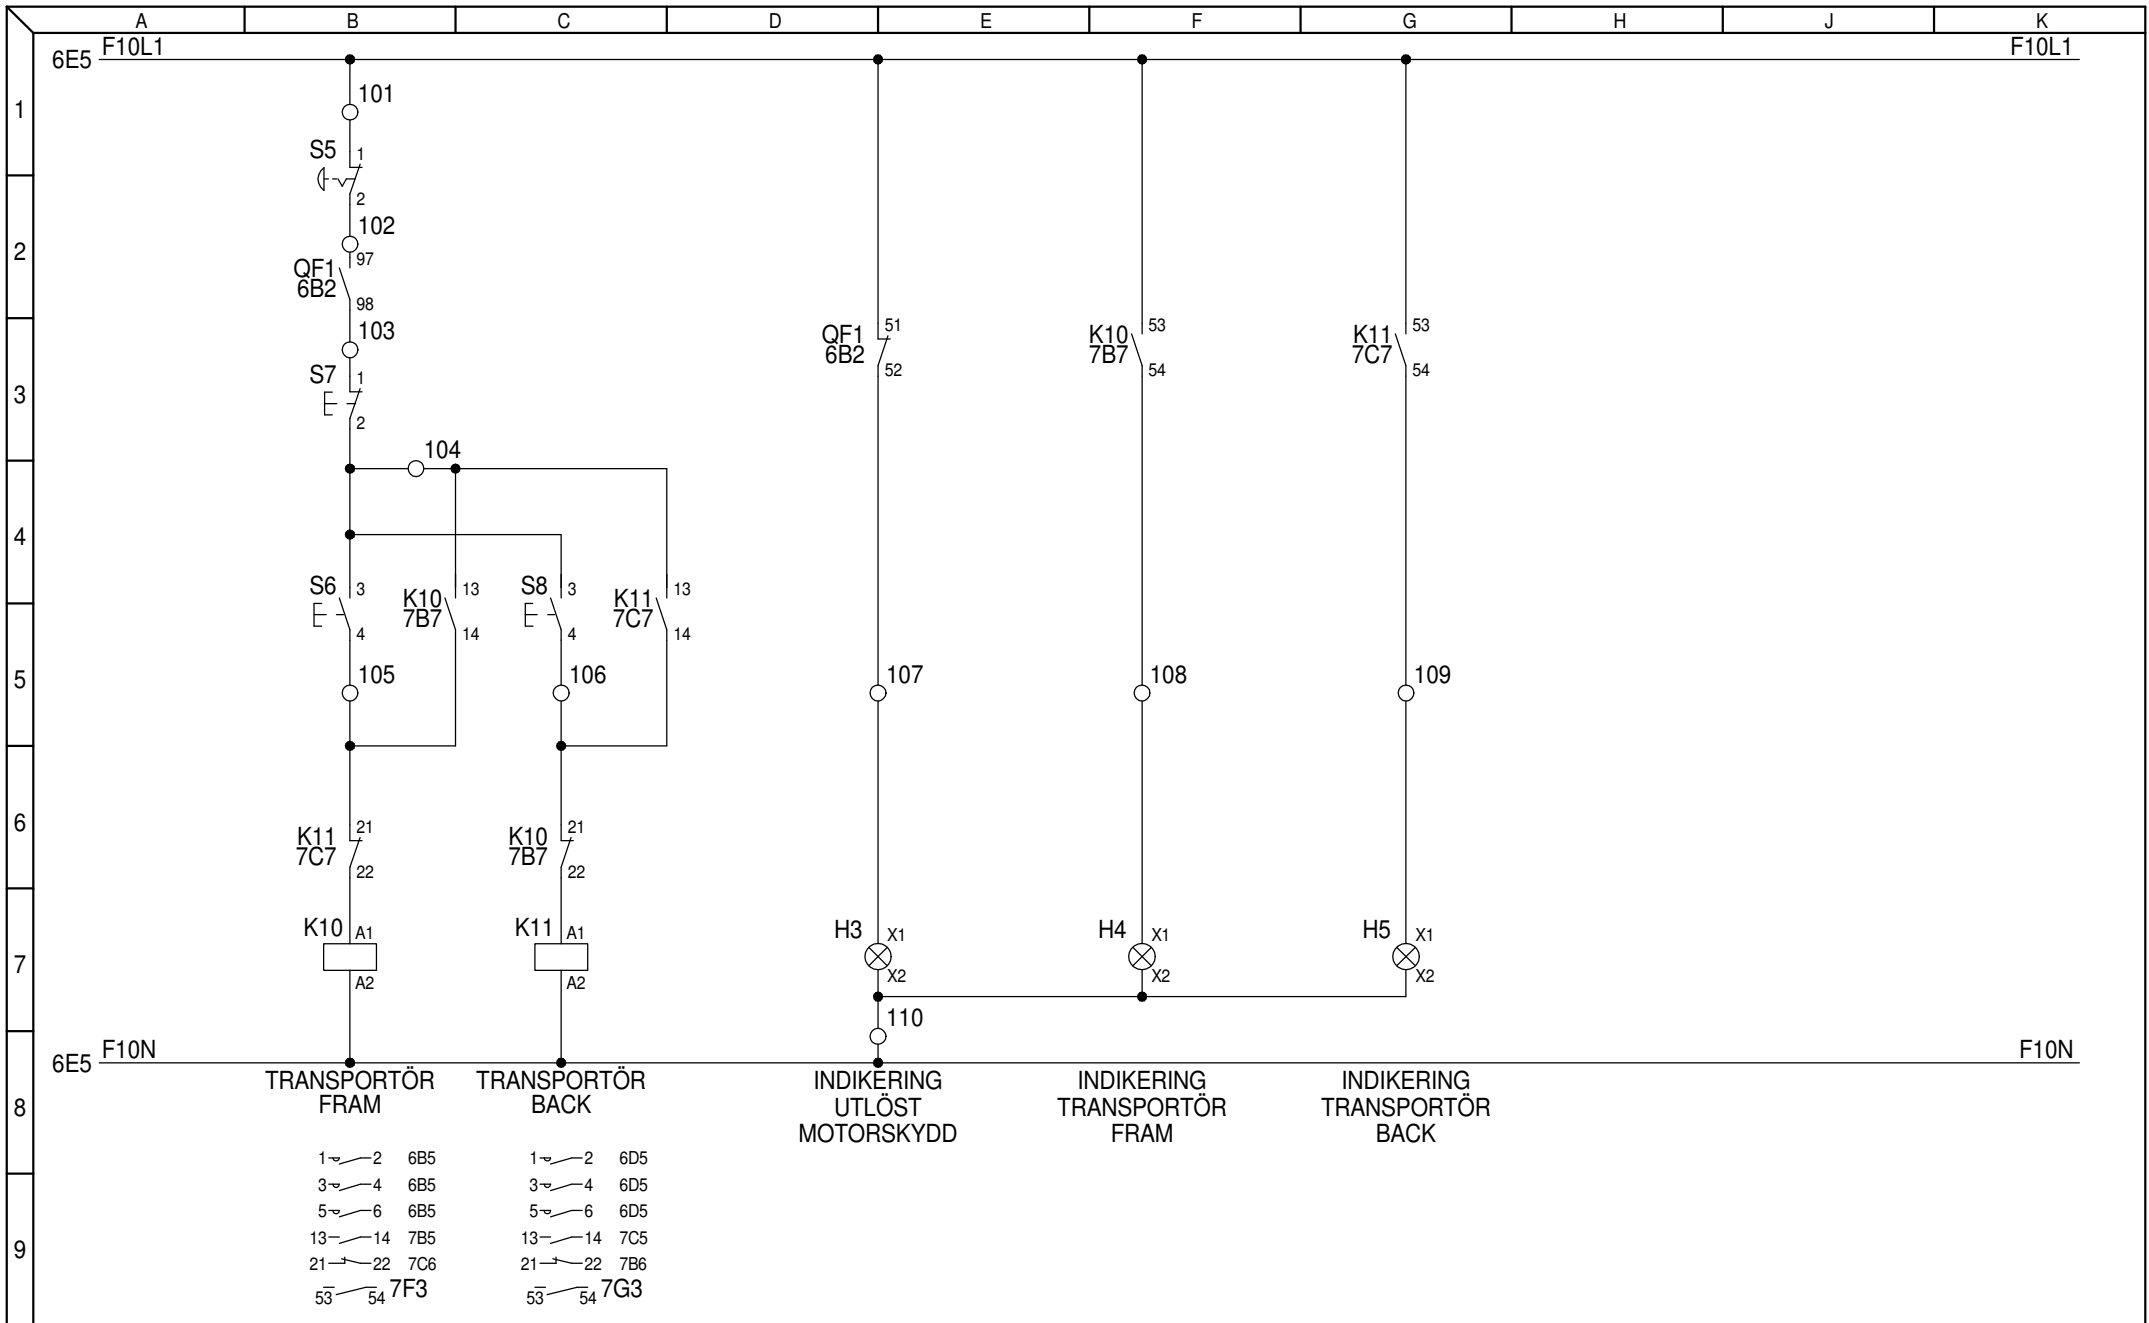 A B C D E F G H J K
F10L1 F10L1
6E5
1 101
S5 1
2
102
2 97
QF1
6B2
98
103
QF1 51
6B2
52
K10 53
7B7
54
K11 53
7C7
54
S7 1
3
2
104
4
S6 3
4
K10 13
7B7
14
S8 3
4
K11 13
7C7
14
5 105 106 107 108 109
6
K11 21
7C7
22
K10 21
7B7
22
K10 A1
A2
K11 A1
A2
H3 X1
X2
H4 X1
X2
H5 X1
X2
7
110
F10N F10N
6E5
8
TRANSPORTÖR
FRAM
TRANSPORTÖR
BACK
INDIKERING
UTLÖST
MOTORSKYDD
INDIKERING
TRANSPORTÖR
FRAM
INDIKERING
TRANSPORTÖR
BACK
1 2 6B5
3 4 6B5
5 6 6B5
13 14 7B5
21 22 7C6
53 54 7F3
1 2 6D5
3 4 6D5
5 6 6D5
13 14 7C5
21 22 7B6
53 54 7G3
9